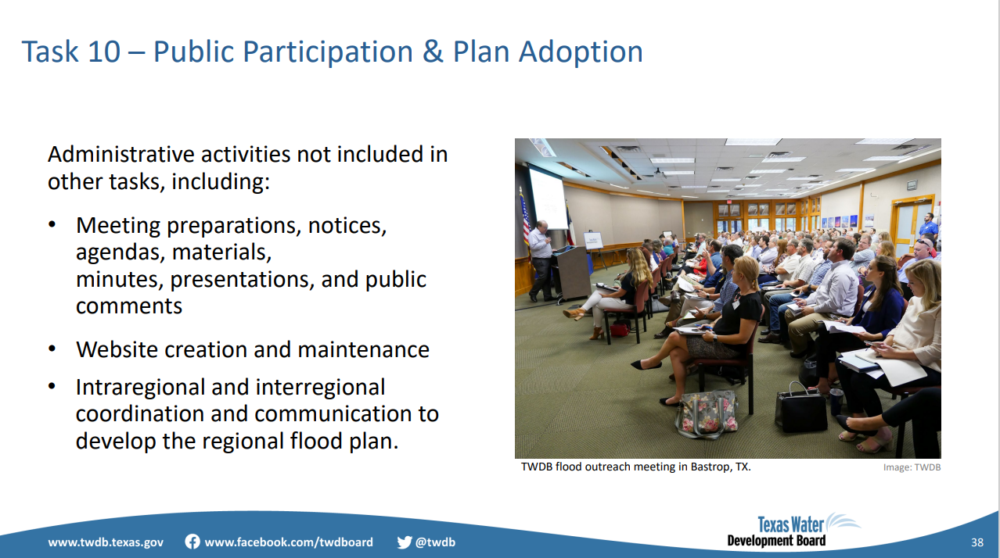 Task 10 – Public Participation & Plan Adoption
Administrative activities not included in
other tasks, including:
• Meeting preparations, notices,
agendas, materials,
minutes, presentations, and public
comments
• Website creation and maintenance
• Intraregional and interregional
coordination and communication to
develop the regional flood plan.
TWDB flood outreach meeting in Bastrop, TX.
Image: TWDB
www.twdb.texas.gov
www.facebook.com/twdboard
@twdb
Texas Water
Development Board
38